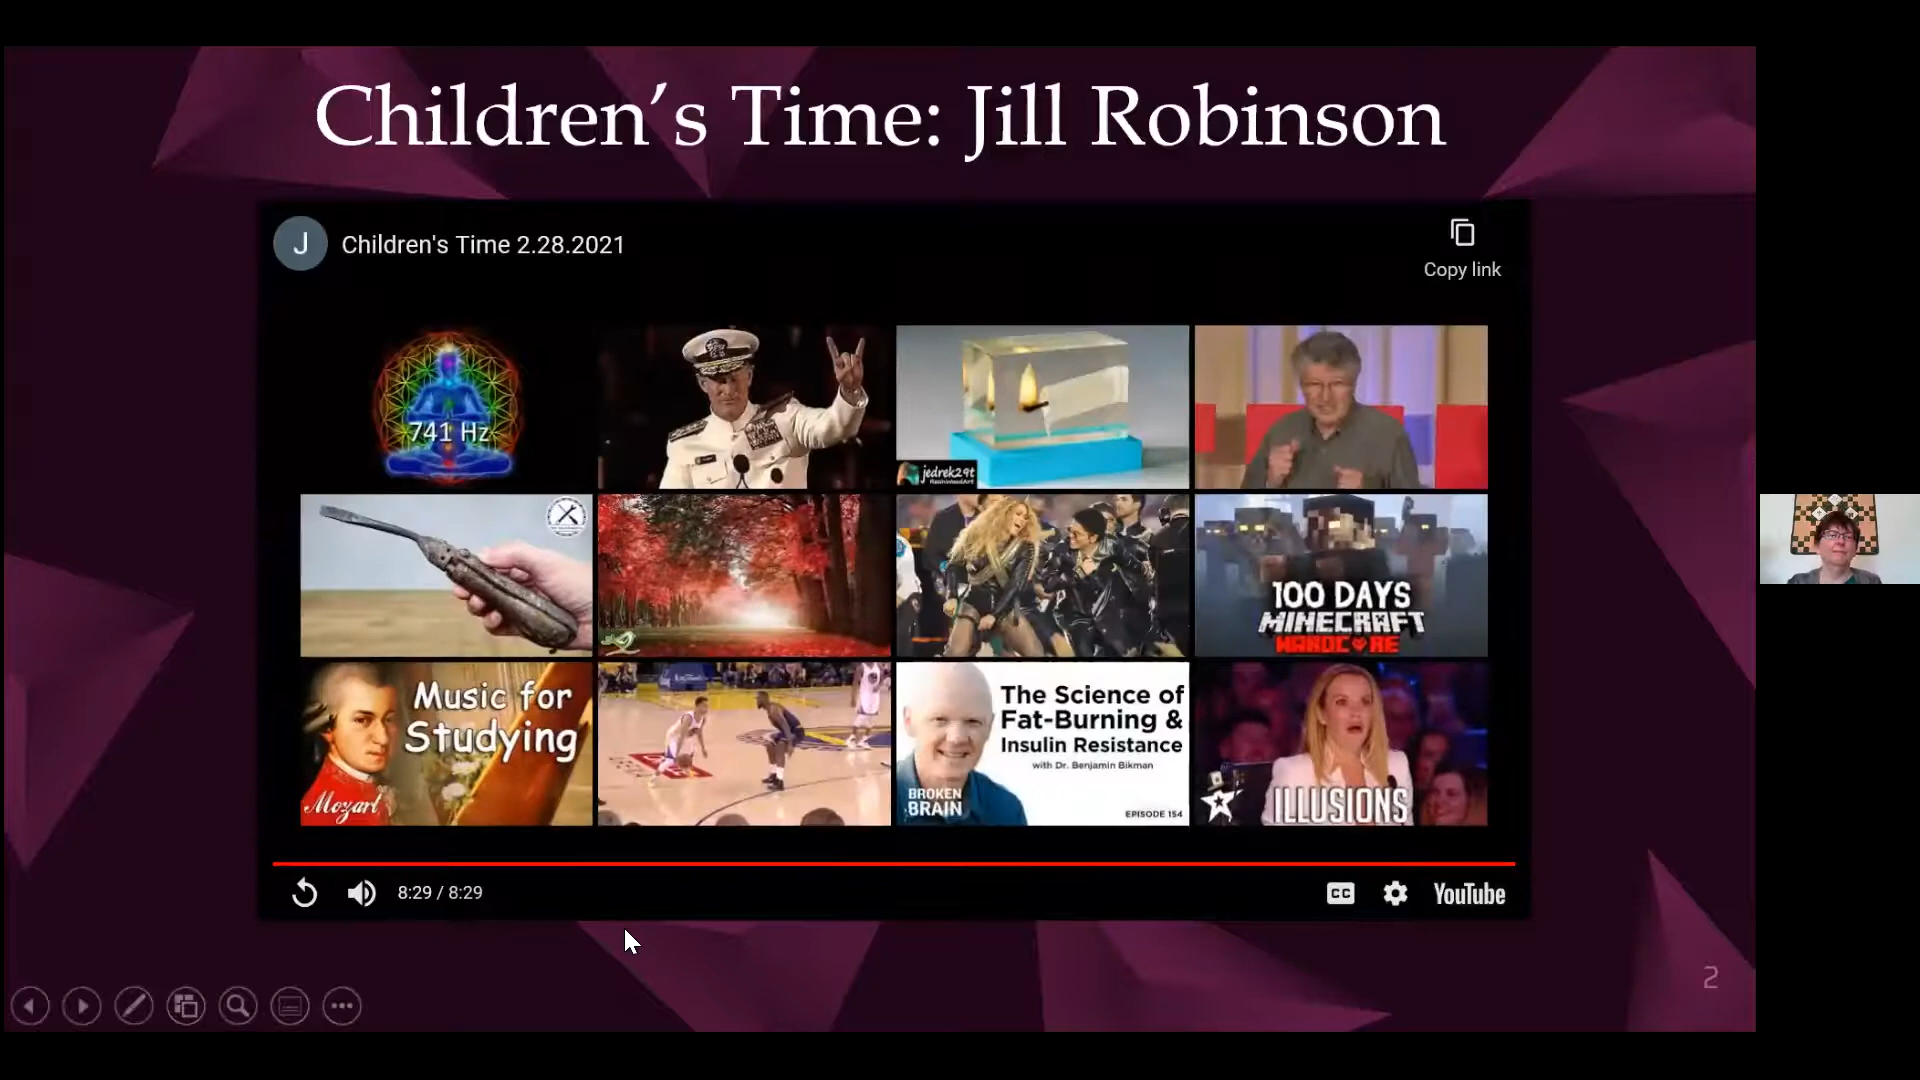 Children’s Time: Jill Robinson
J
Children's Time 2.28.2021
Copy link
741 Hz
jedrek29t
100 DAYS
MINECRAFT
HARDC♥RE
Music for
Studying
Mozart
The Science of
Fat-Burning &
Insulin Resistance
with Dr. Benjamin Bikman
BROKEN
BRAIN
EPISODE 154
ILLUSIONS
8:29 / 8:29
CC
YouTube
2